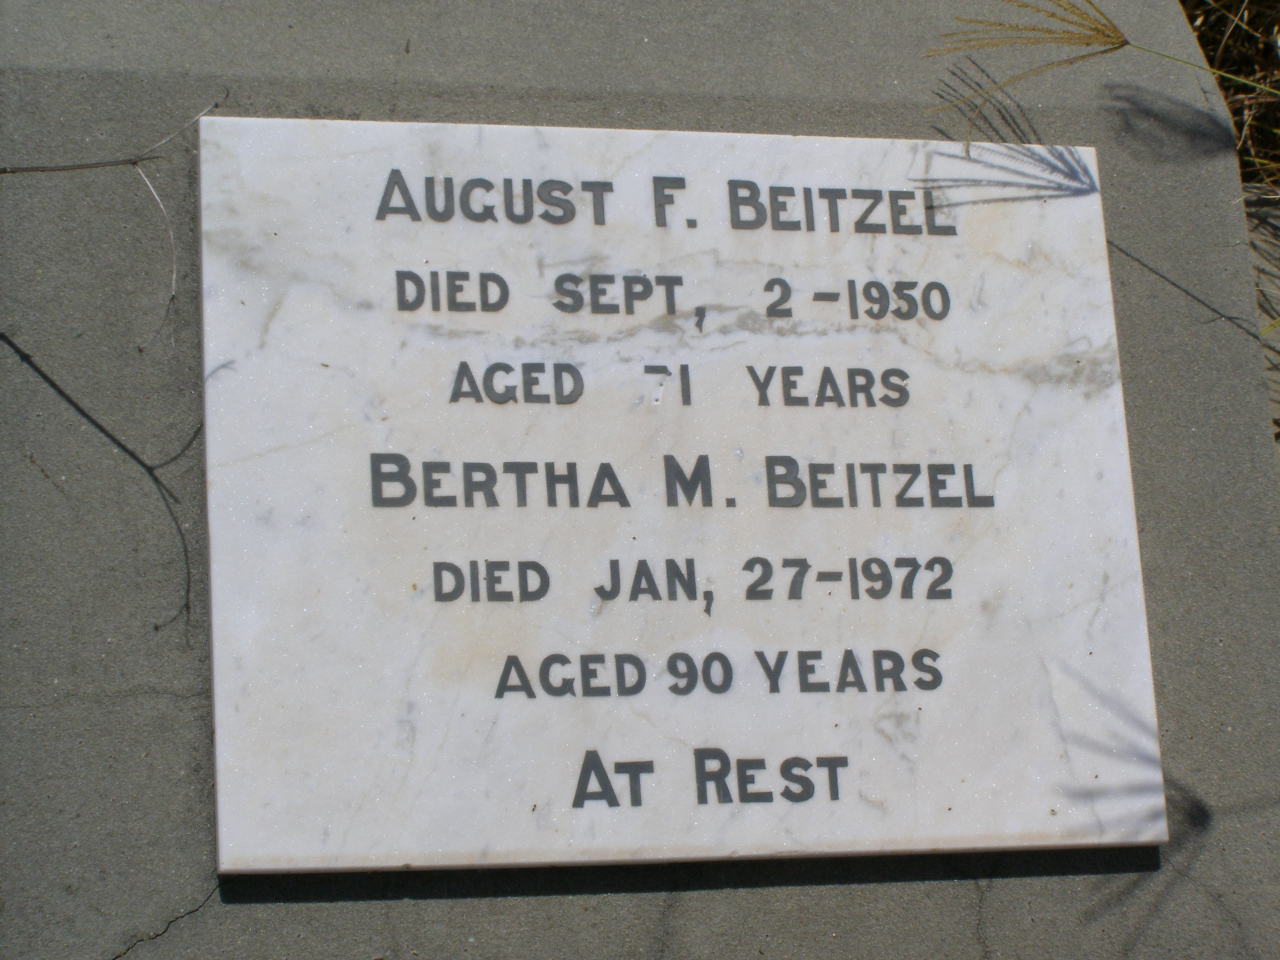 AUGUST F. BEITZEL
DIED SEPT, 2-1950
AGED 71 YEARS
BERTHA M. BEITZEL
DIED JAN, 27-1972
AGED 90 YEARS
AT REST